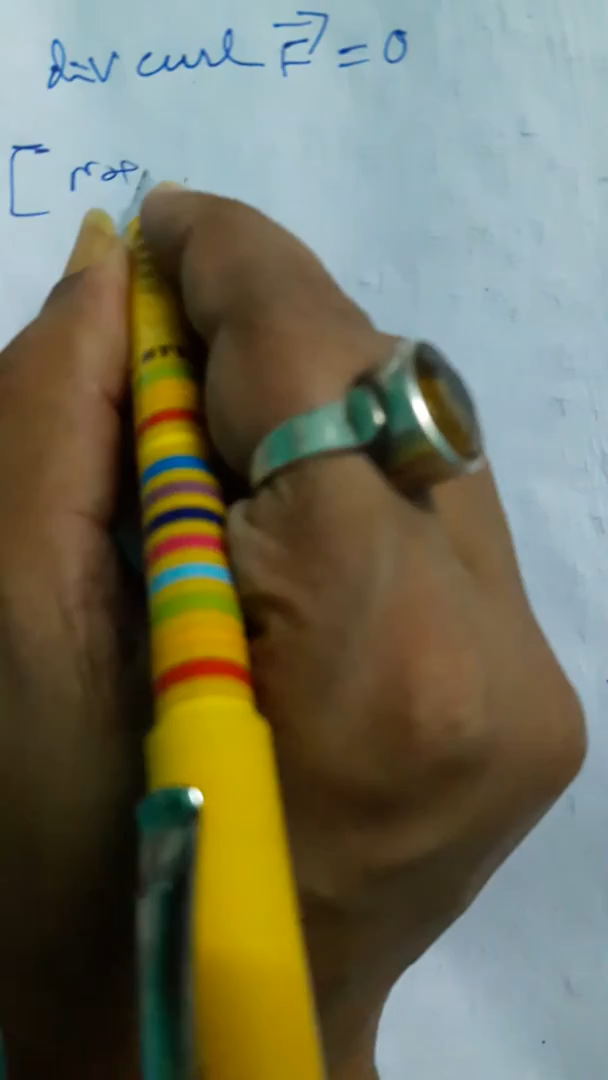 div curl F⃗ = 0
[